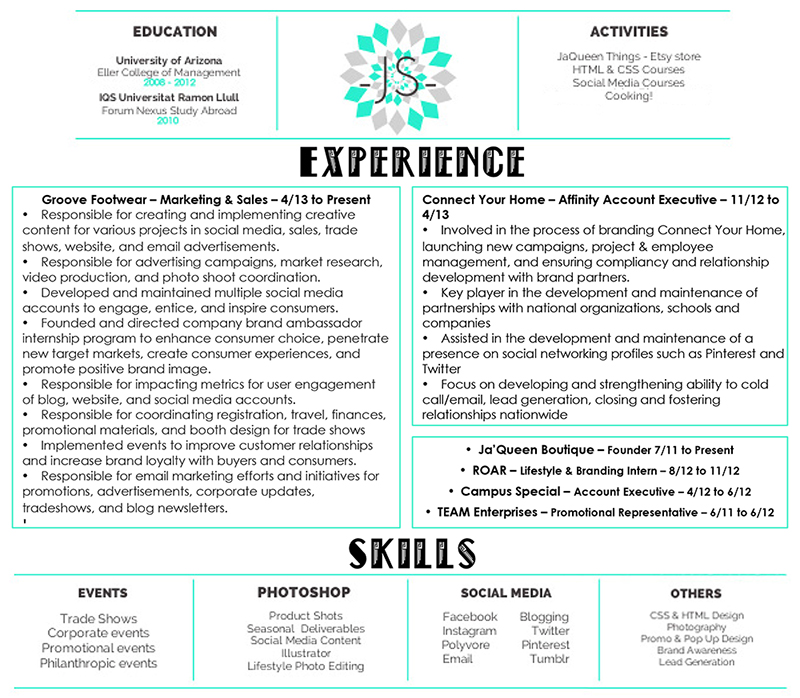 EDUCATION
University of Arizona
Eller College of Management
2008 - 2012
IQS Universitat Ramon Llull
Forum Nexus Study Abroad
2010
-JS-
ACTIVITIES
JaQueen Things - Etsy store
HTML & CSS Courses
Social Media Courses
Cooking!
EXPERIENCE
Groove Footwear – Marketing & Sales – 4/13 to Present
• Responsible for creating and implementing creative
content for various projects in social media, sales, trade
shows, website, and email advertisements.
• Responsible for advertising campaigns, market research,
video production, and photo shoot coordination.
• Developed and maintained multiple social media
accounts to engage, entice, and inspire consumers.
• Founded and directed company brand ambassador
internship program to enhance consumer choice, penetrate
new target markets, create consumer experiences, and
promote positive brand image.
• Responsible for impacting metrics for user engagement
of blog, website, and social media accounts.
• Responsible for coordinating registration, travel, finances,
promotional materials, and booth design for trade shows
• Implemented events to improve customer relationships
and increase brand loyalty with buyers and consumers.
• Responsible for email marketing efforts and initiatives for
promotions, advertisements, corporate updates,
tradeshows, and blog newsletters.
Connect Your Home – Affinity Account Executive – 11/12 to
4/13
• Involved in the process of branding Connect Your Home,
launching new campaigns, project & employee
management, and ensuring compliancy and relationship
development with brand partners.
• Key player in the development and maintenance of
partnerships with national organizations, schools and
companies
• Assisted in the development and maintenance of a
presence on social networking profiles such as Pinterest and
Twitter
• Focus on developing and strengthening ability to cold
call/email, lead generation, closing and fostering
relationships nationwide
• Ja'Queen Boutique – Founder 7/11 to Present
• ROAR – Lifestyle & Branding Intern – 8/12 to 11/12
• Campus Special – Account Executive – 4/12 to 6/12
• TEAM Enterprises – Promotional Representative – 6/11 to 6/12
SKILLS
EVENTS
Trade Shows
Corporate events
Promotional events
Philanthropic events
PHOTOSHOP
Product Shots
Seasonal Deliverables
Social Media Content
Illustrator
Lifestyle Photo Editing
SOCIAL MEDIA
Facebook Blogging
Instagram Twitter
Polyvore Pinterest
Email Tumblr
OTHERS
CSS & HTML Design
Photography
Promo & Pop Up Design
Brand Awareness
Lead Generation